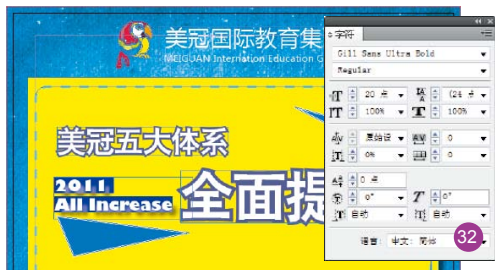 美冠国际教育集
MEIGUAN Internition Education G
美冠五大体系
2011,
All Increase
全面提
字符
Gill Sans Ultra Bold
Regular
20 点
(24 点
100%
100%
原始设
0
0%
0
0 点
0°
0°
自动
自动
语言: 中文: 简体
32